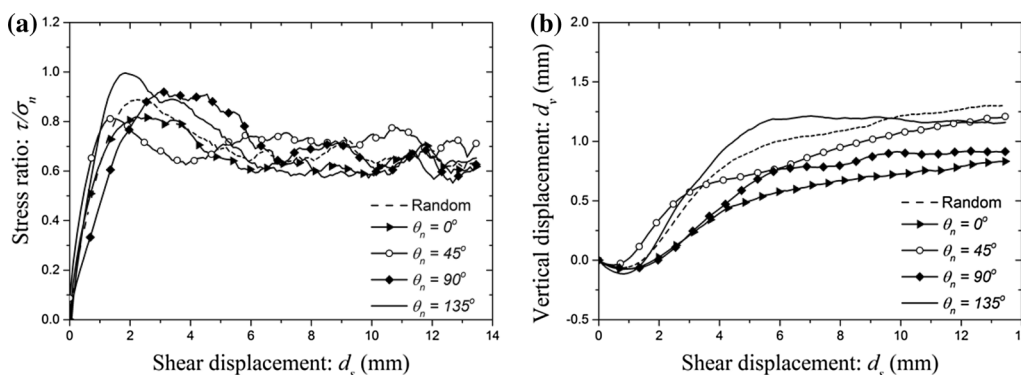 (a)
Stress ratio: τ/σn
1.2
1.0
0.8
0.6
0.4
0.2
0.0
0 2 4 6 8 10 12 14
Shear displacement: ds (mm)
Random
θn = 0°
θn = 45°
θn = 90°
θn = 135°
(b)
Vertical displacement: dv (mm)
2.0
1.5
1.0
0.5
0.0
-0.5
0 2 4 6 8 10 12
Shear displacement: ds (mm)
Random
θn = 0°
θn = 45°
θn = 90°
θn = 135°